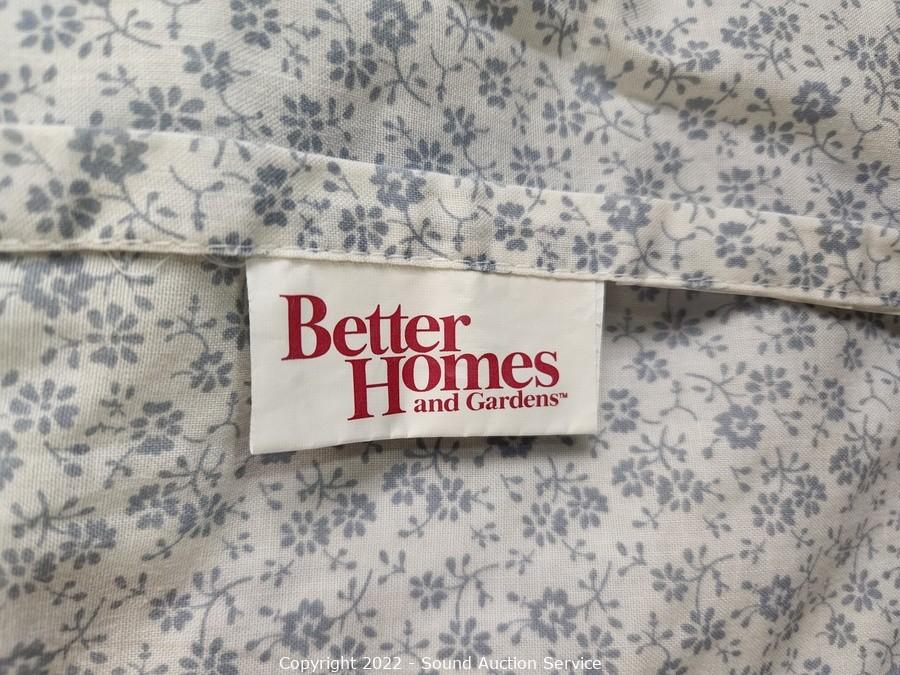 Better
Homes
and Gardens™
Copyright 2022 - Sound Auction Service